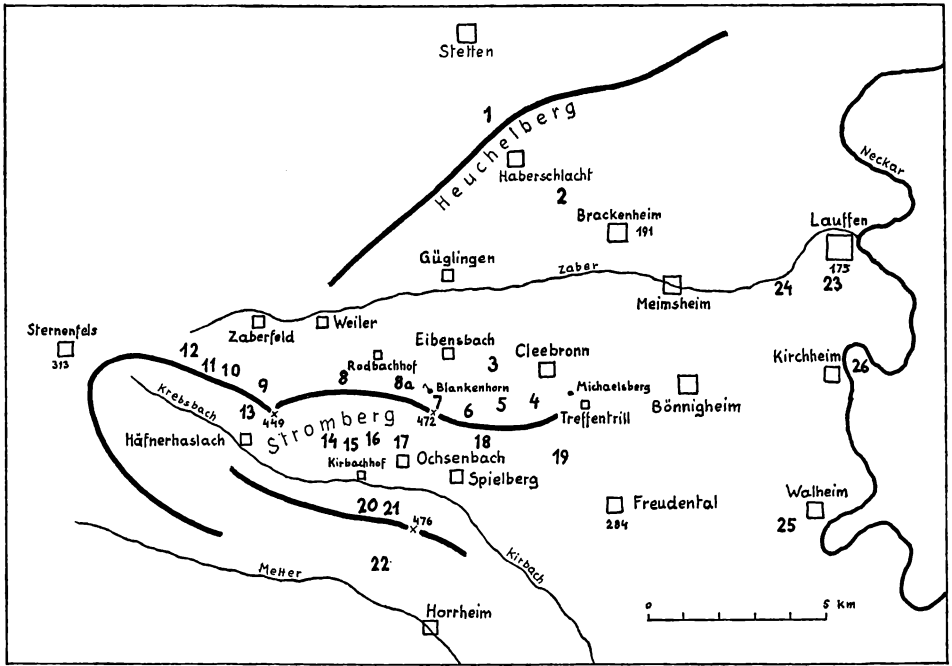 Stetten
1
Heuchelberg
Haberschlacht
2
Neckar
Brackenheim
191
Lauffen
175
23
24
Güglingen
Zaber
Meimsheim
Zaberfeld
Weiler
Sternenfels
313
Eibensbach
Rodbachhof
3
Cleebronn
Kirchheim
26
12
11
10
9
8
8a
Blankenhorn
Michaelsberg
Bönnigheim
7
6
5
4
Treffentrill
Krebsbach
13
449
472
Stromberg
Häfnerhaslach
14
15
16
17
18
19
Kirbachhof
Ochsenbach
Spielberg
20
21
476
Freudental
284
Walheim
25
22
Metter
Kirbach
Horrheim
0
5 km